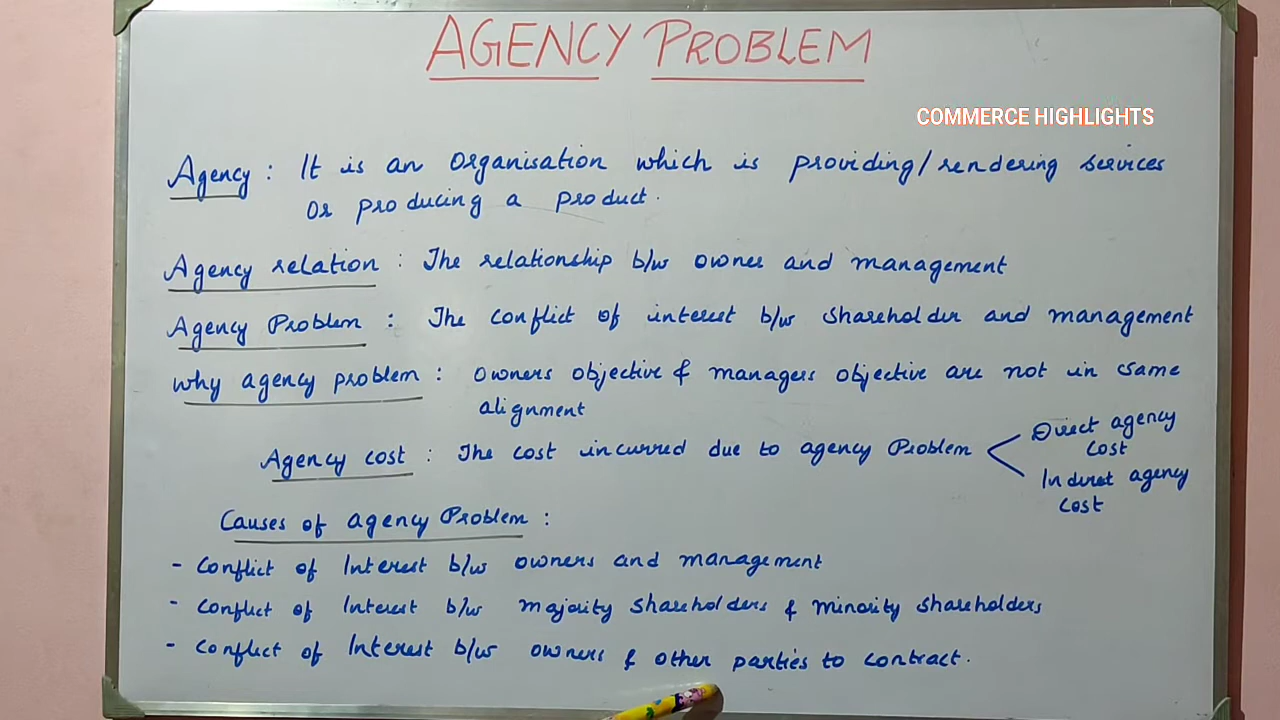 AGENCY PROBLEM
COMMERCE HIGHLIGHTS
Agency : It is an Organisation which is providing/rendering services
Or producing a product.
Agency relation : The relationship b/w owner and management
Agency Problem : The conflict of interest b/w shareholder and management
why agency problem : Owners objective & managers objective are not in same
alignment
Agency cost : The cost incurred due to agency Problem
Direct agency
cost
Indirect agency
cost
Causes of agency Problem :
- Conflict of Interest b/w owners and management
- Conflict of Interest b/w majority shareholders & minority shareholders
- Conflict of Interest b/w owners & other parties to contract.